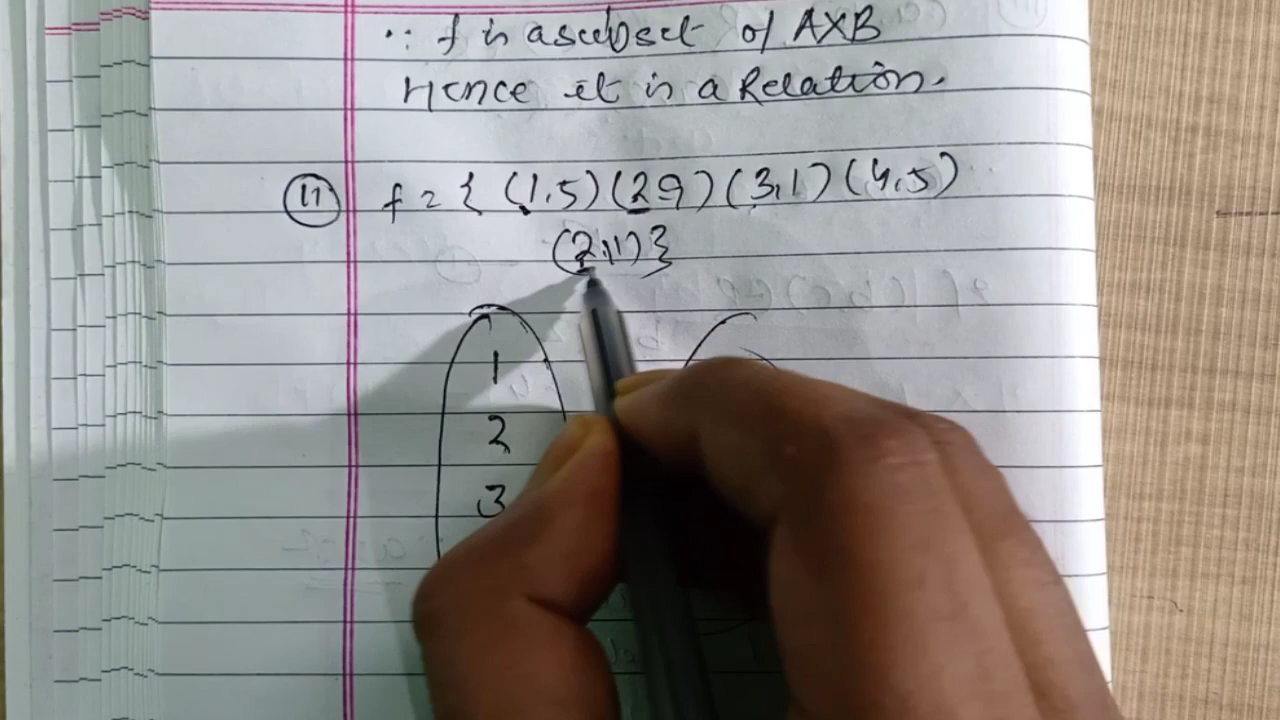 ∵ f is a subset of A×B
Hence it is a Relation.
(ii) f = { (1,5) (2 9) (3,1) (4,5)
(2,11) }
1
2
3